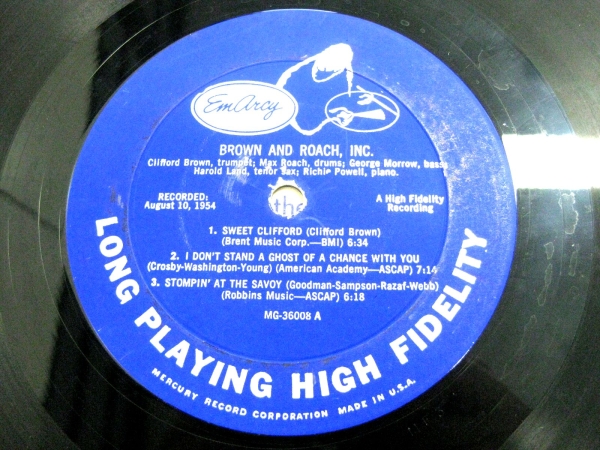 EmArcy
BROWN AND ROACH, INC.
Clifford Brown, trumpet; Max Roach, drums; George Morrow, bass;
Harold Land, tenor sax; Richie Powell, piano.
RECORDED:
August 10, 1954
A High Fidelity
Recording
the
1. SWEET CLIFFORD (Clifford Brown)
(Brent Music Corp.—BMI) 6:34
2. I DON'T STAND A GHOST OF A CHANCE WITH YOU
(Crosby-Washington-Young) (American Academy—ASCAP) 7:14
3. STOMPIN' AT THE SAVOY (Goodman-Sampson-Razaf-Webb)
(Robbins Music—ASCAP) 6:18
MG-36008 A
LONG PLAYING HIGH FIDELITY
MERCURY RECORD CORPORATION MADE IN U.S.A.